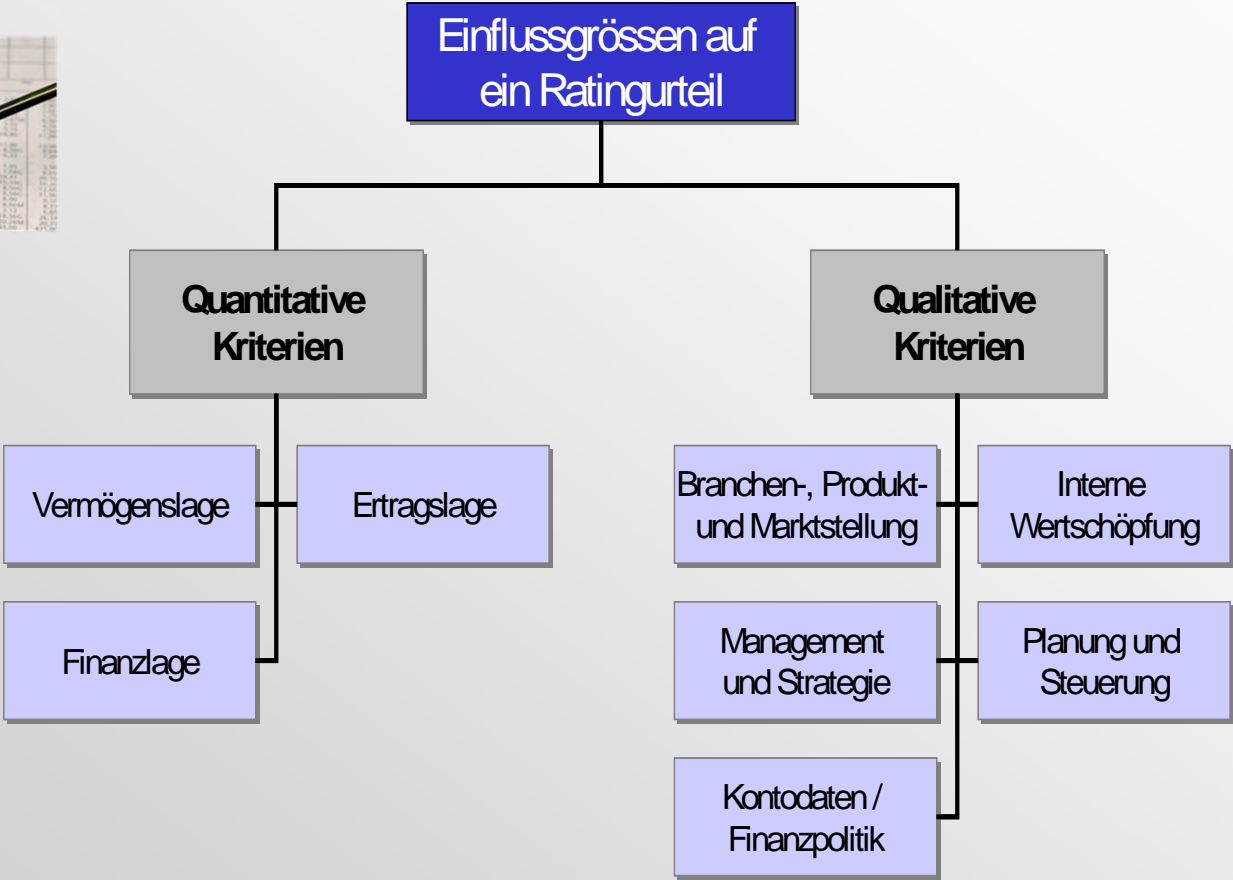 Einflussgrössen auf
ein Ratingurteil
Quantitative
Kriterien
Qualitative
Kriterien
Vermögenslage
Ertragslage
Finanzlage
Branchen-, Produkt-
und Marktstellung
Interne
Wertschöpfung
Management
und Strategie
Planung und
Steuerung
Kontodaten /
Finanzpolitik